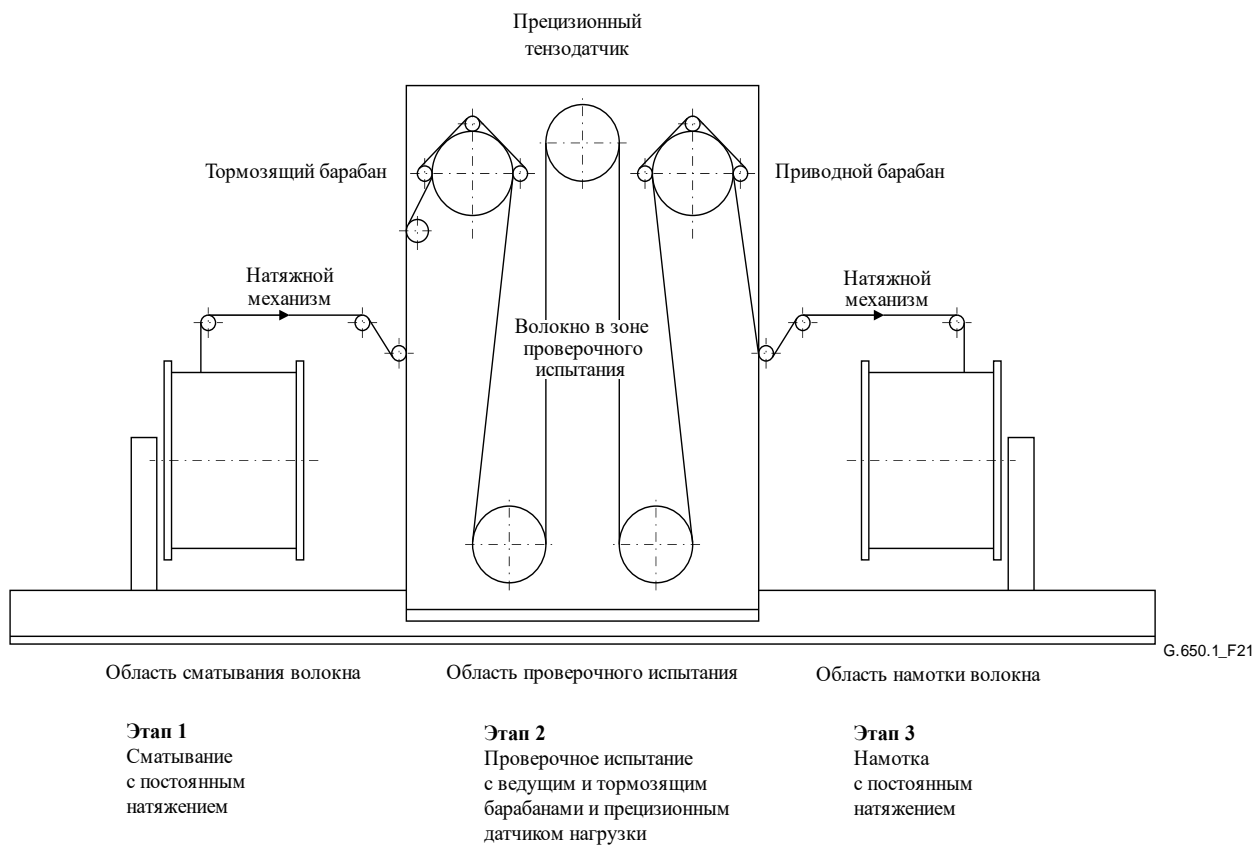 Прецизионный
тензодатчик
Тормозящий барабан
Приводной барабан
Натяжной
механизм
Натяжной
механизм
Волокно в зоне
проверочного
испытания
G.650.1_F21
Область сматывания волокна
Область проверочного испытания
Область намотки волокна
Этап 1
Сматывание
с постоянным
натяжением
Этап 2
Проверочное испытание
с ведущим и тормозящим
барабанами и прецизионным
датчиком нагрузки
Этап 3
Намотка
с постоянным
натяжением